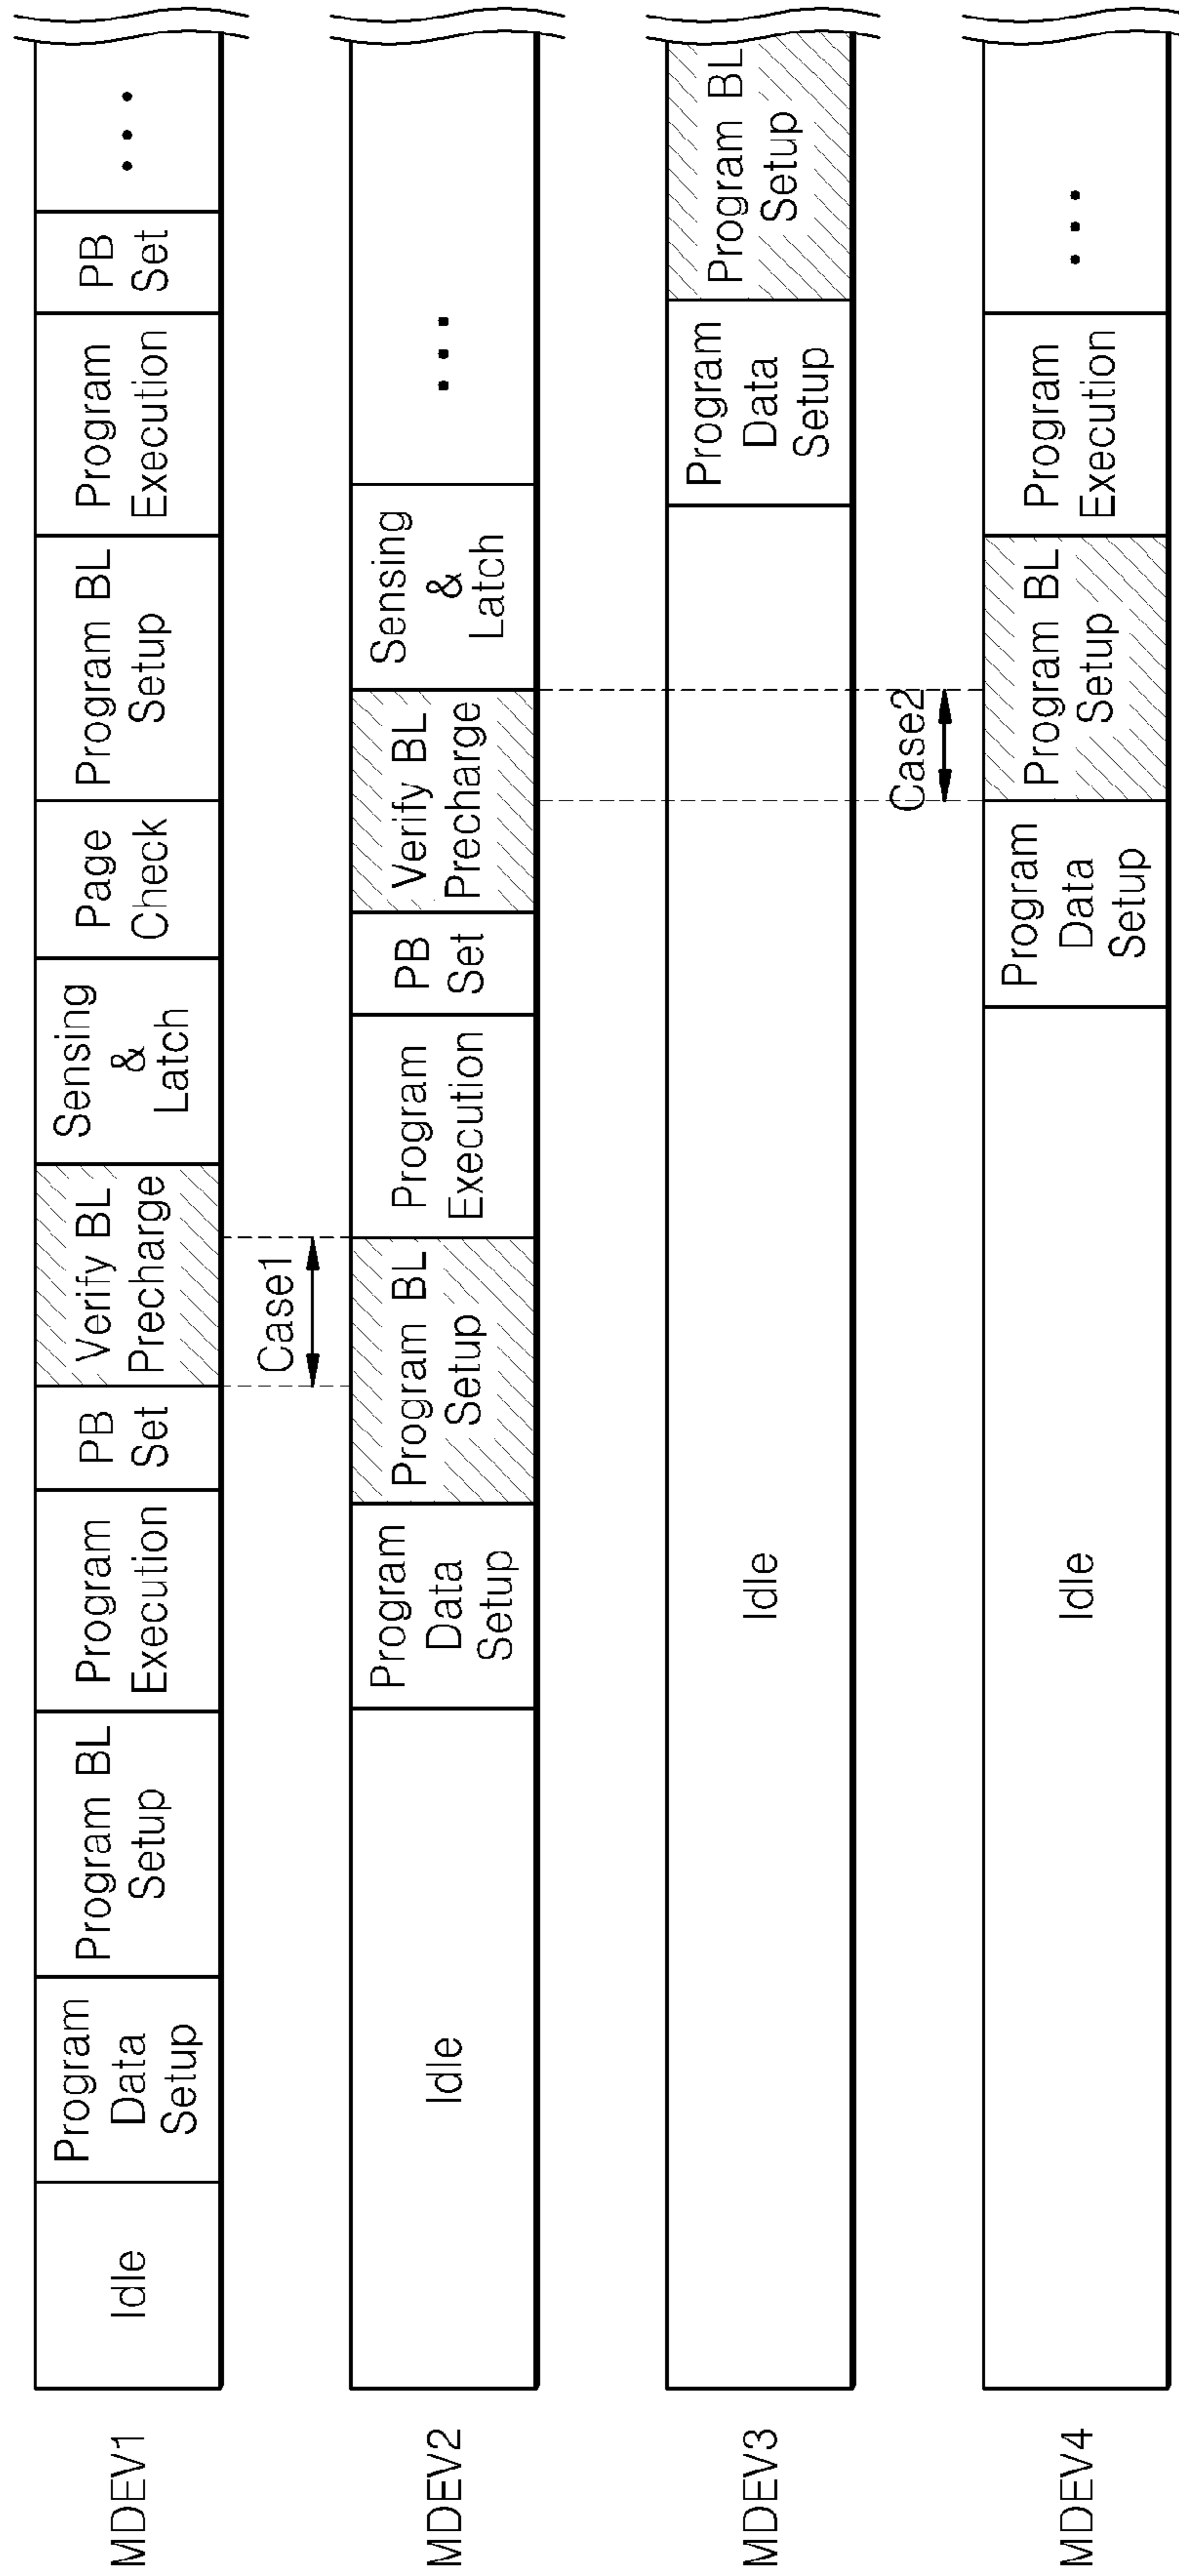 MDEV1
Idle
Program
Data
Setup
Program BL
Setup
Program
Execution
PB
Set
Verify BL
Precharge
Sensing
&
Latch
Page
Check
Program BL
Setup
Program
Execution
PB
Set
Case1
MDEV2
Idle
Program
Data
Setup
Program BL
Setup
Program
Execution
PB
Set
Verify BL
Precharge
Sensing
&
Latch
MDEV3
Idle
Program
Data
Setup
Program BL
Setup
Case2
MDEV4
Idle
Program
Data
Setup
Program BL
Setup
Program
Execution